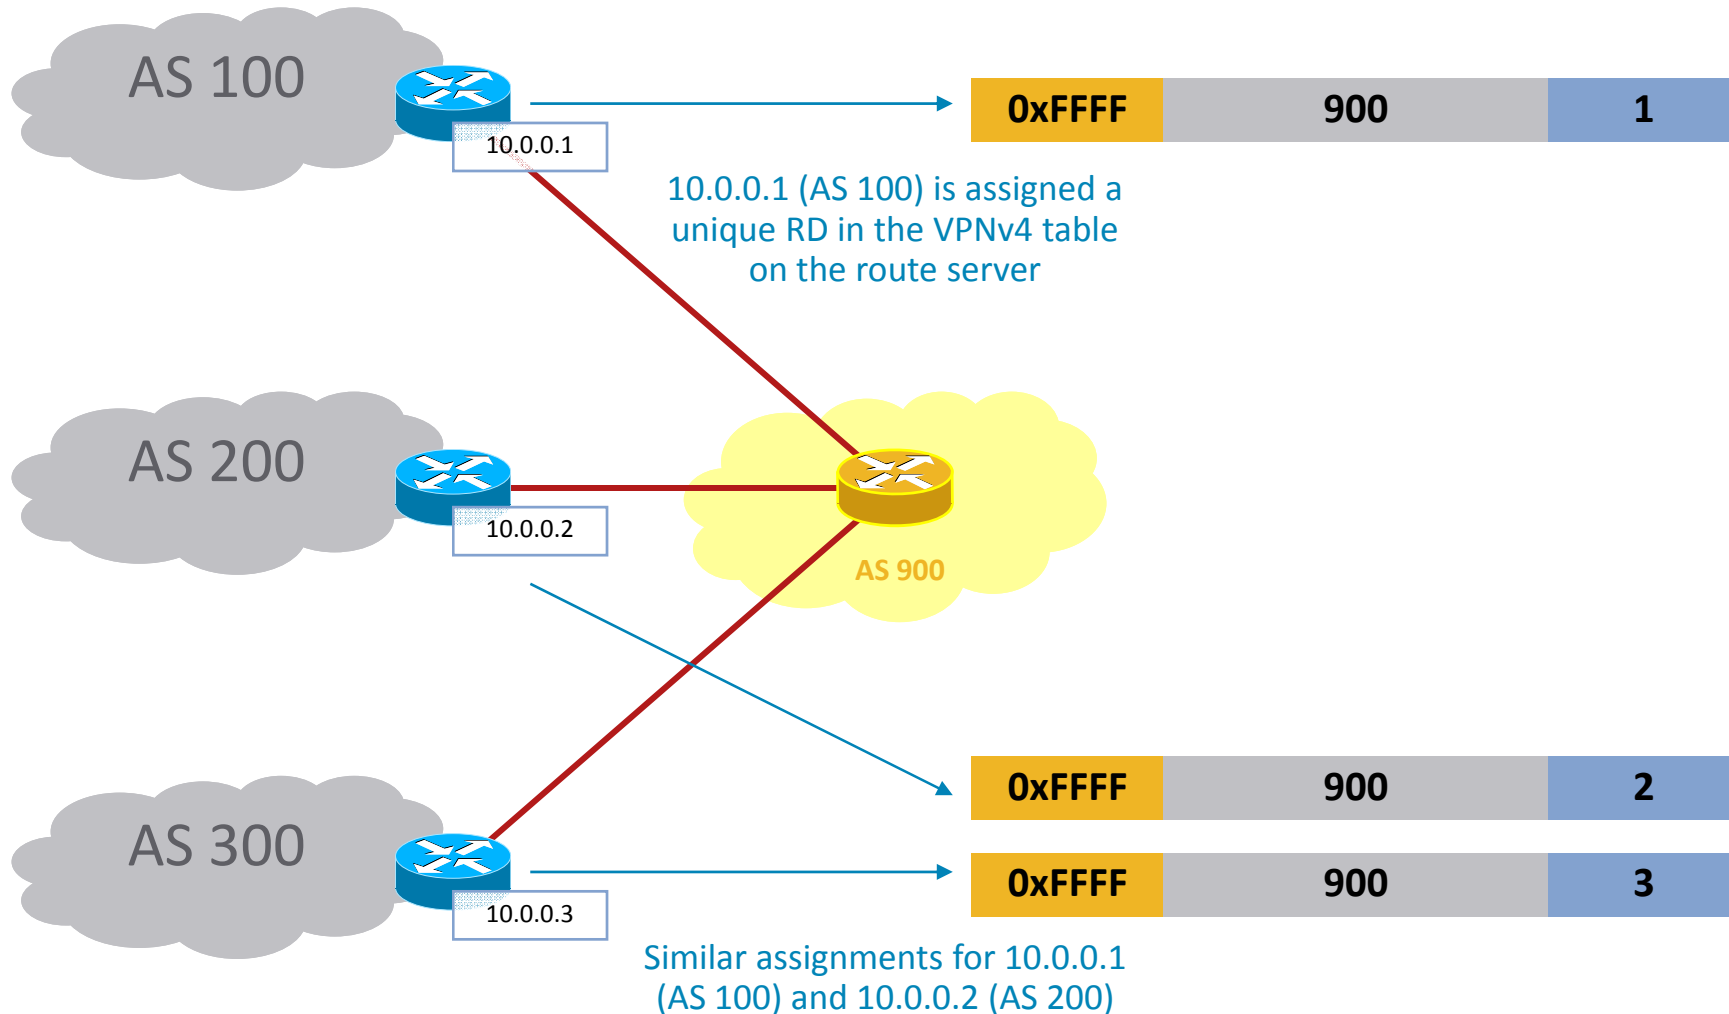 AS 100
10.0.0.1
0xFFFF 900 1
10.0.0.1 (AS 100) is assigned a
unique RD in the VPNv4 table
on the route server
AS 200
10.0.0.2
AS 900
0xFFFF 900 2
AS 300
10.0.0.3
0xFFFF 900 3
Similar assignments for 10.0.0.1
(AS 100) and 10.0.0.2 (AS 200)